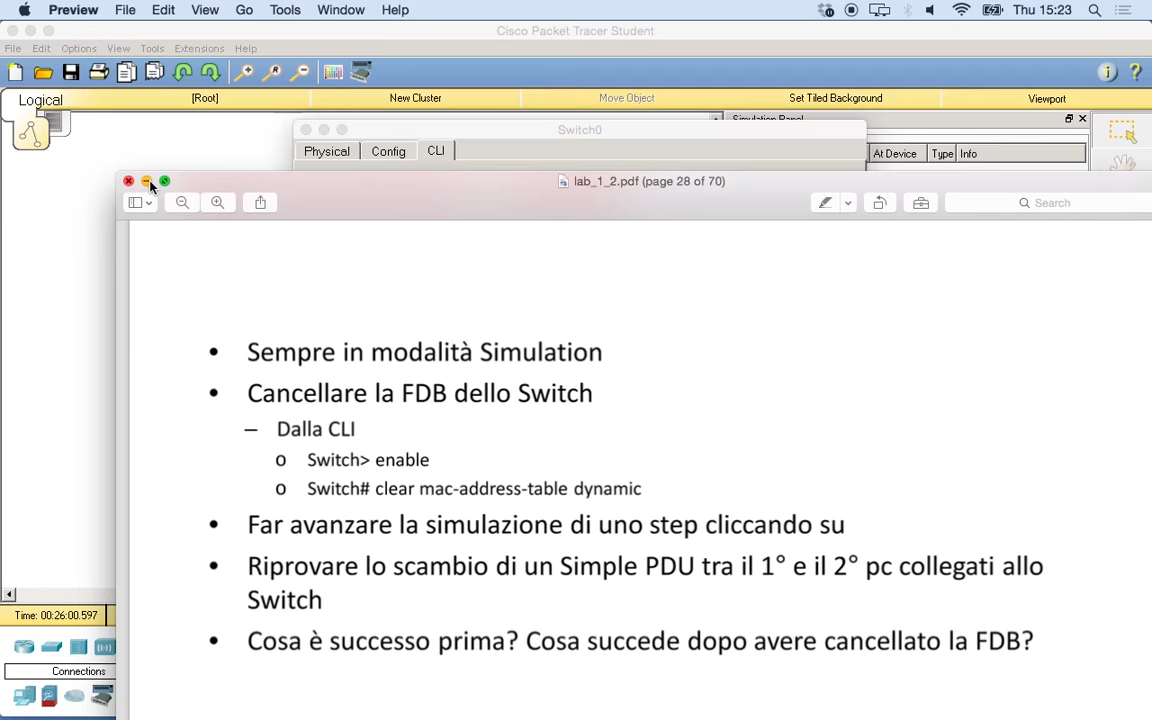 Preview File Edit View Go Tools Window Help Thu 15:23
Cisco Packet Tracer Student
File Edit Options View Tools Extensions Help
Logical [Root] New Cluster Move Object Set Tiled Background Viewport
Switch0
Physical Config CLI
At Device Type Info
lab_1_2.pdf (page 28 of 70)
Search
• Sempre in modalità Simulation
• Cancellare la FDB dello Switch
– Dalla CLI
o Switch> enable
o Switch# clear mac-address-table dynamic
• Far avanzare la simulazione di uno step cliccando su
• Riprovare lo scambio di un Simple PDU tra il 1° e il 2° pc collegati allo
Switch
• Cosa è successo prima? Cosa succede dopo avere cancellato la FDB?
Time: 00:26:00.597
Connections